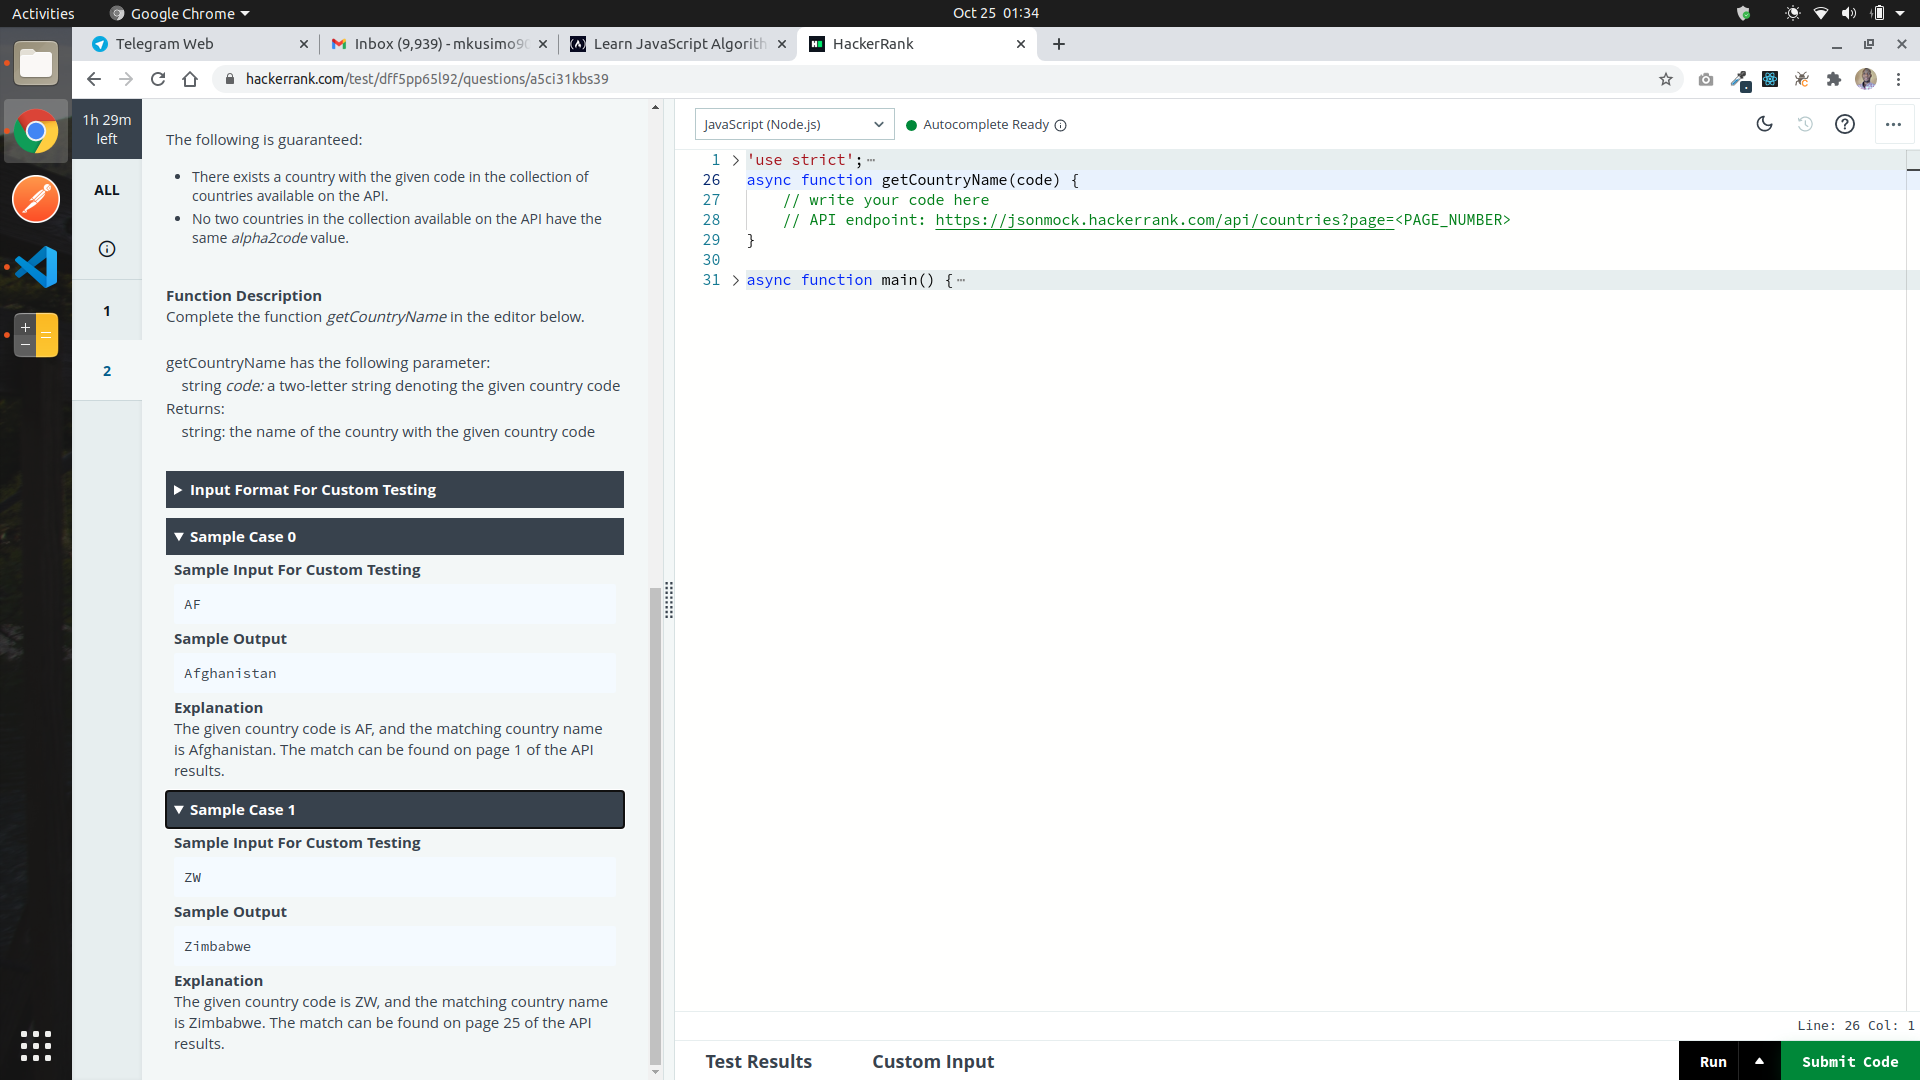 Activities
Google Chrome
Oct 25 01:34
Telegram Web
Inbox (9,939) - mkusimo90
Learn JavaScript Algorith
HackerRank
hackerrank.com/test/dff5pp65l92/questions/a5ci31kbs39
1h 29m
left
ALL
1
2
The following is guaranteed:
• There exists a country with the given code in the collection of
countries available on the API.
• No two countries in the collection available on the API have the
same alpha2code value.
Function Description
Complete the function getCountryName in the editor below.
getCountryName has the following parameter:
string code: a two-letter string denoting the given country code
Returns:
string: the name of the country with the given country code
Input Format For Custom Testing
Sample Case 0
Sample Input For Custom Testing
AF
Sample Output
Afghanistan
Explanation
The given country code is AF, and the matching country name
is Afghanistan. The match can be found on page 1 of the API
results.
Sample Case 1
Sample Input For Custom Testing
ZW
Sample Output
Zimbabwe
Explanation
The given country code is ZW, and the matching country name
is Zimbabwe. The match can be found on page 25 of the API
results.
JavaScript (Node.js)
Autocomplete Ready
1 'use strict';
26 async function getCountryName(code) {
27 // write your code here
28 // API endpoint: https://jsonmock.hackerrank.com/api/countries?page=<PAGE_NUMBER>
29 }
30
31 async function main() {
Line: 26 Col: 1
Test Results
Custom Input
Run
Submit Code